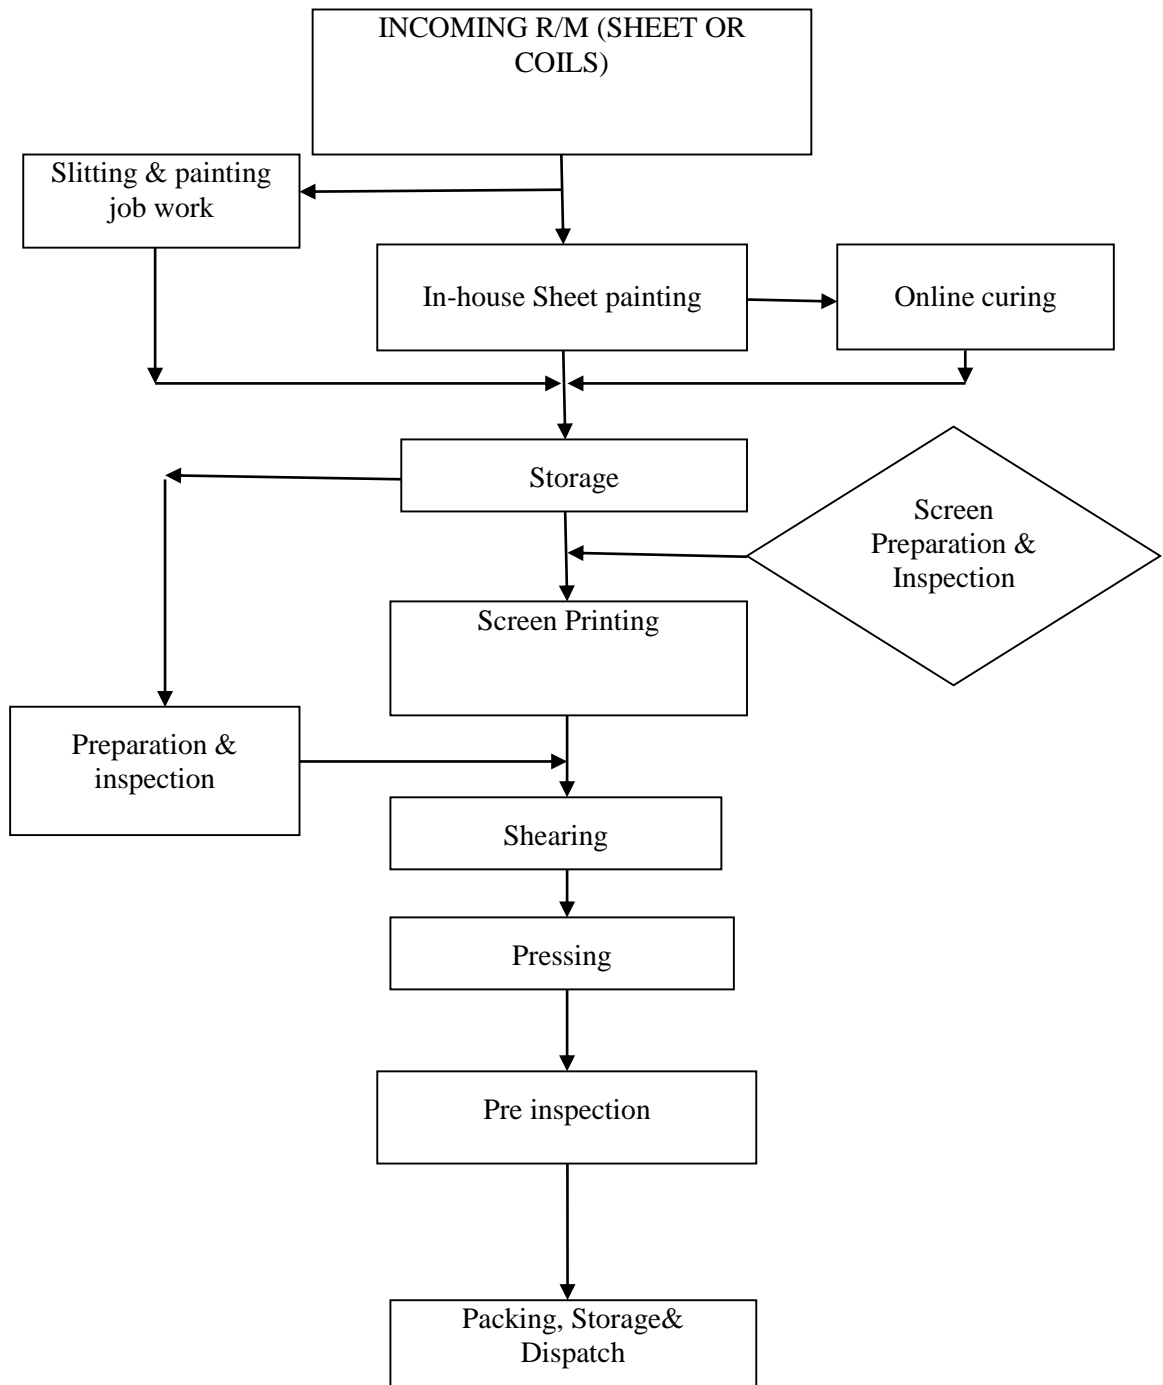 INCOMING R/M (SHEET OR
COILS)
Slitting & painting
job work
In-house Sheet painting
Online curing
Storage
Screen
Preparation &
Inspection
Screen Printing
Preparation &
inspection
Shearing
Pressing
Pre inspection
Packing, Storage&
Dispatch